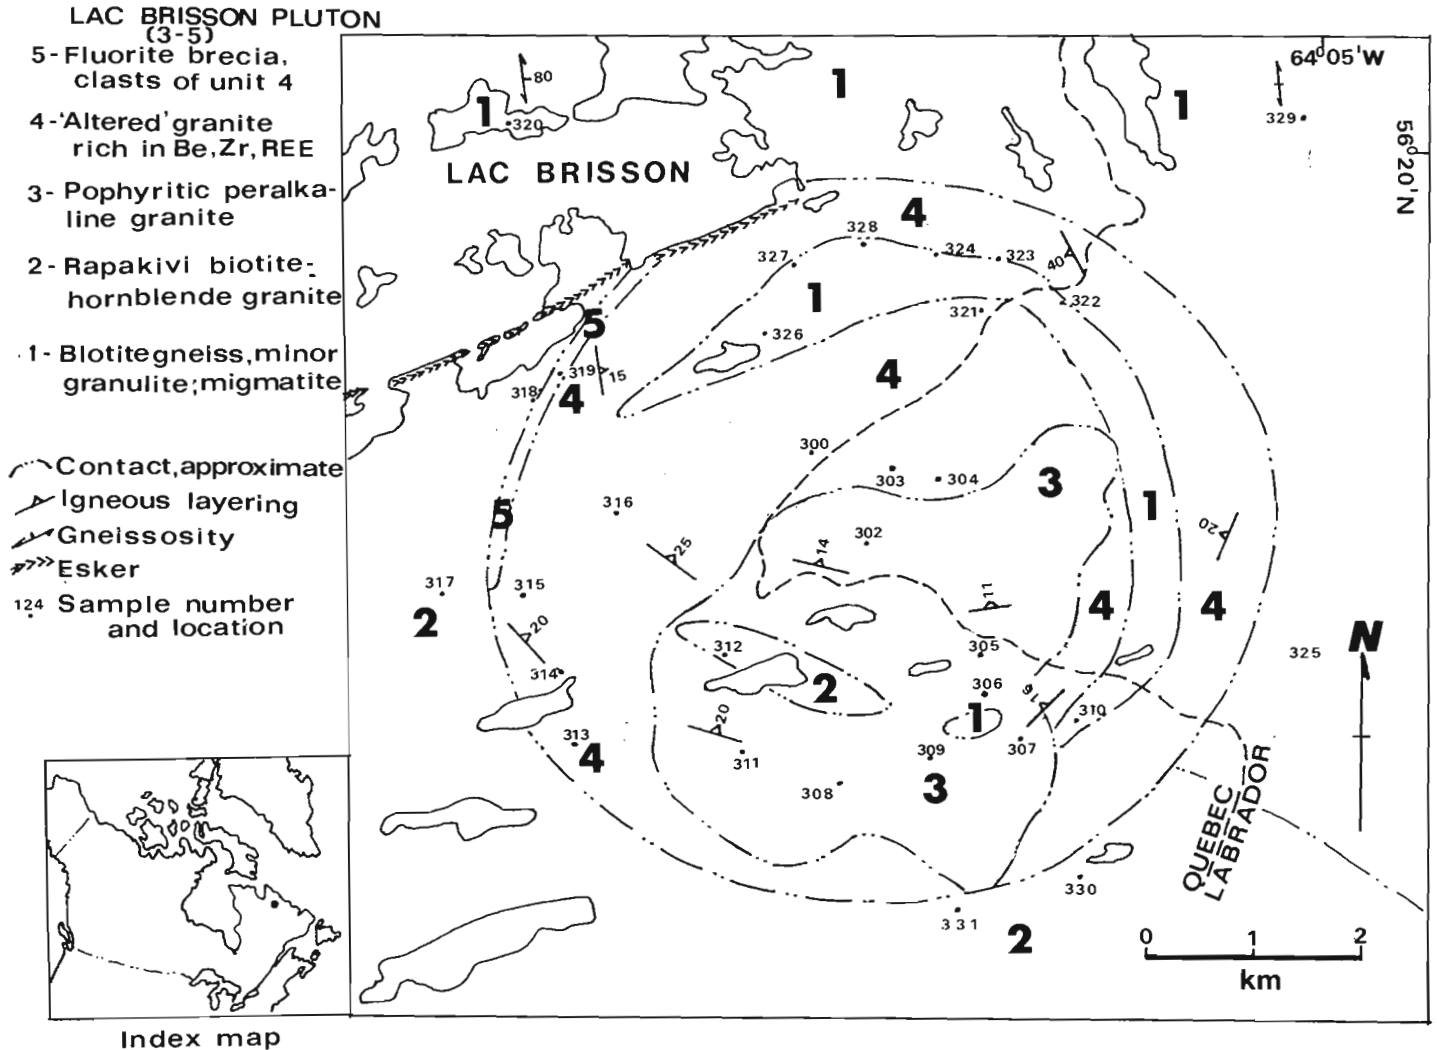 LAC BRISSON PLUTON
(3-5)
5-Fluorite brecia,
clasts of unit 4
4-'Altered' granite
rich in Be,Zr,REE
3- Pophyritic peralka-
line granite
2- Rapakivi biotite-
hornblende granite
1- Biotite gneiss, minor
granulite; migmatite
Contact, approximate
Igneous layering
Gneissosity
>>>> Esker
124 Sample number
and location
Index map
64°05'W
56°20'N
80
1
320
LAC BRISSON
1
1
329
4
328
327
324
323
40
322
1
321
326
5
319
15
318
4
4
300
303
304
3
316
5
1
20
302
25
14
317
315
11
2
20
4
4
312
305
325
N
314
2
306
16
310
20
1
313
4
311
309
307
308
3
QUEBEC
LABRADOR
330
331
2
0 1 2
km